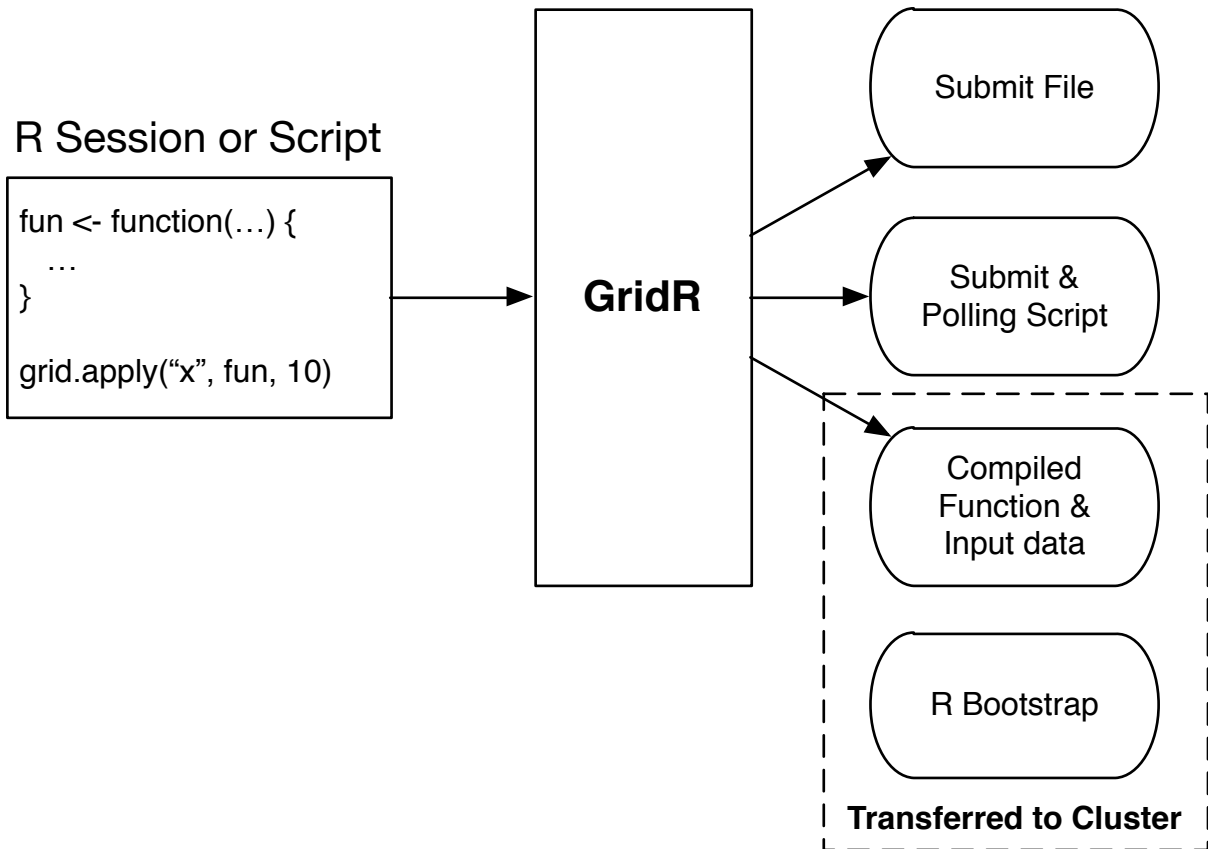 R Session or Script
fun <- function(…) {
…
}
grid.apply(“x”, fun, 10)
GridR
Submit File
Submit &
Polling Script
Compiled
Function &
Input data
R Bootstrap
Transferred to Cluster